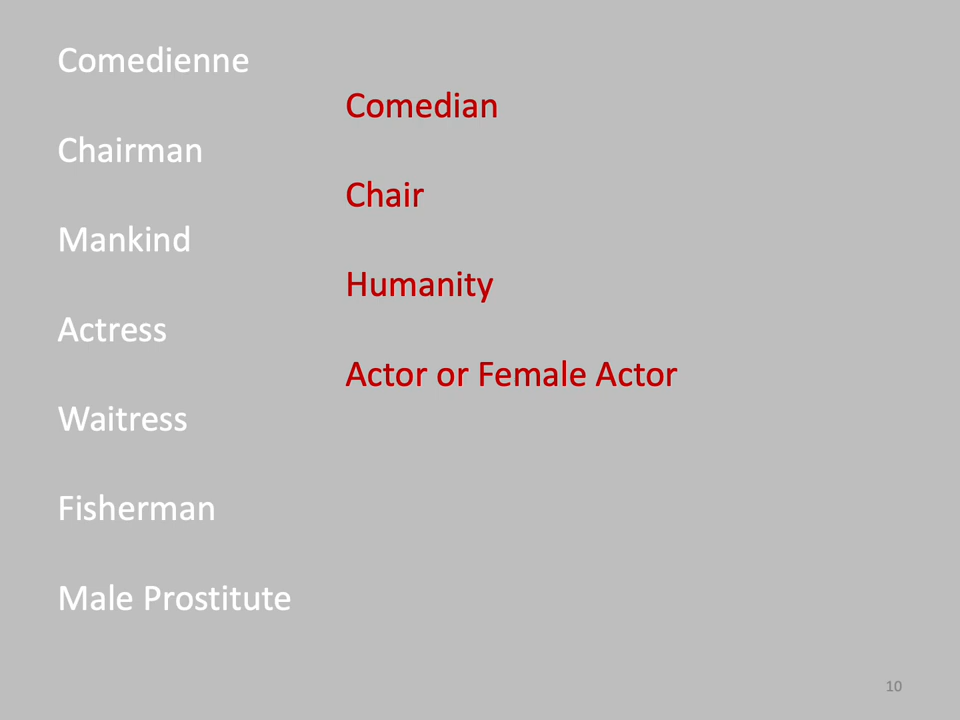 Comedienne
Comedian
Chairman
Chair
Mankind
Humanity
Actress
Actor or Female Actor
Waitress
Fisherman
Male Prostitute
10